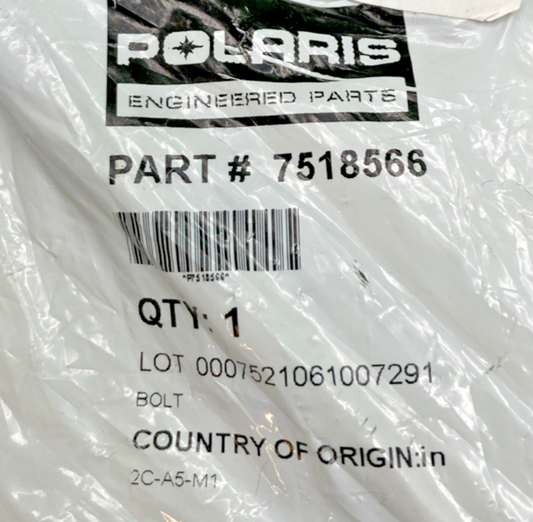 POLARIS
ENGINEERED PARTS
PART # 7518566
*P7518566*
QTY: 1
LOT 0007521061007291
BOLT
COUNTRY OF ORIGIN:in
2C-A5-M1